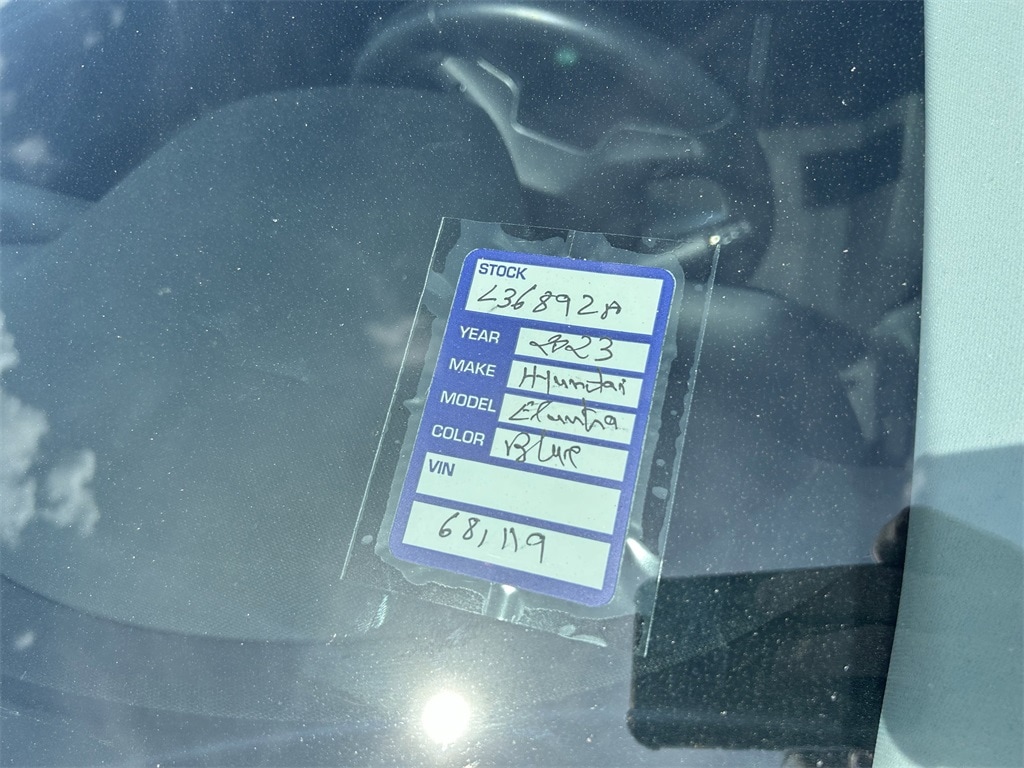 STOCK
L36892A
YEAR 2023
MAKE Hyundai
MODEL Elantra
COLOR Blue
VIN
68,119